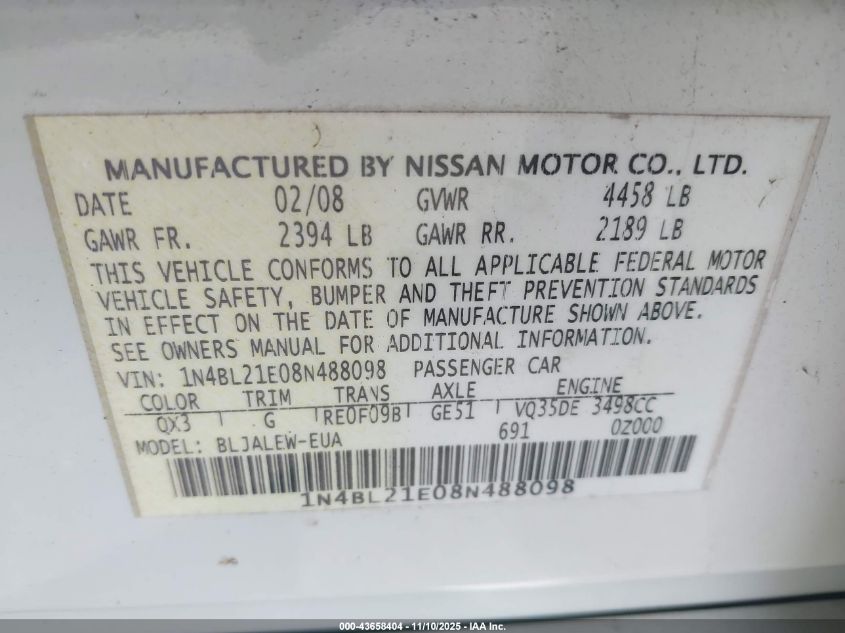 MANUFACTURED BY NISSAN MOTOR CO., LTD.
DATE 02/08 GVWR 4458 LB
GAWR FR. 2394 LB GAWR RR. 2189 LB
THIS VEHICLE CONFORMS TO ALL APPLICABLE FEDERAL MOTOR
VEHICLE SAFETY, BUMPER AND THEFT PREVENTION STANDARDS
IN EFFECT ON THE DATE OF MANUFACTURE SHOWN ABOVE.
SEE OWNERS MANUAL FOR ADDITIONAL INFORMATION.
VIN: 1N4BL21E08N488098 PASSENGER CAR
COLOR TRIM TRANS AXLE ENGINE
QX3 G RE0F09B GE51 VQ35DE 3498CC
MODEL: BLJALEW-EUA 691 0Z000
1N4BL21E08N488098
000-43658404 - 11/10/2025 - IAA Inc.